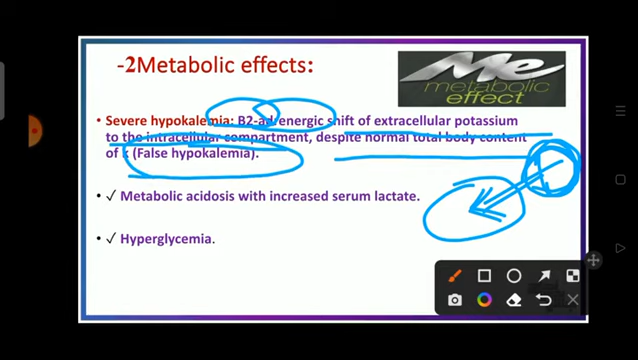 -2Metabolic effects:
Me
metabolic
effect
Severe hypokalemia: B2-adrenergic shift of extracellular potassium
to the intracellular compartment, despite normal total body content
of k (False hypokalemia).
• ✓ Metabolic acidosis with increased serum lactate.
• ✓ Hyperglycemia.